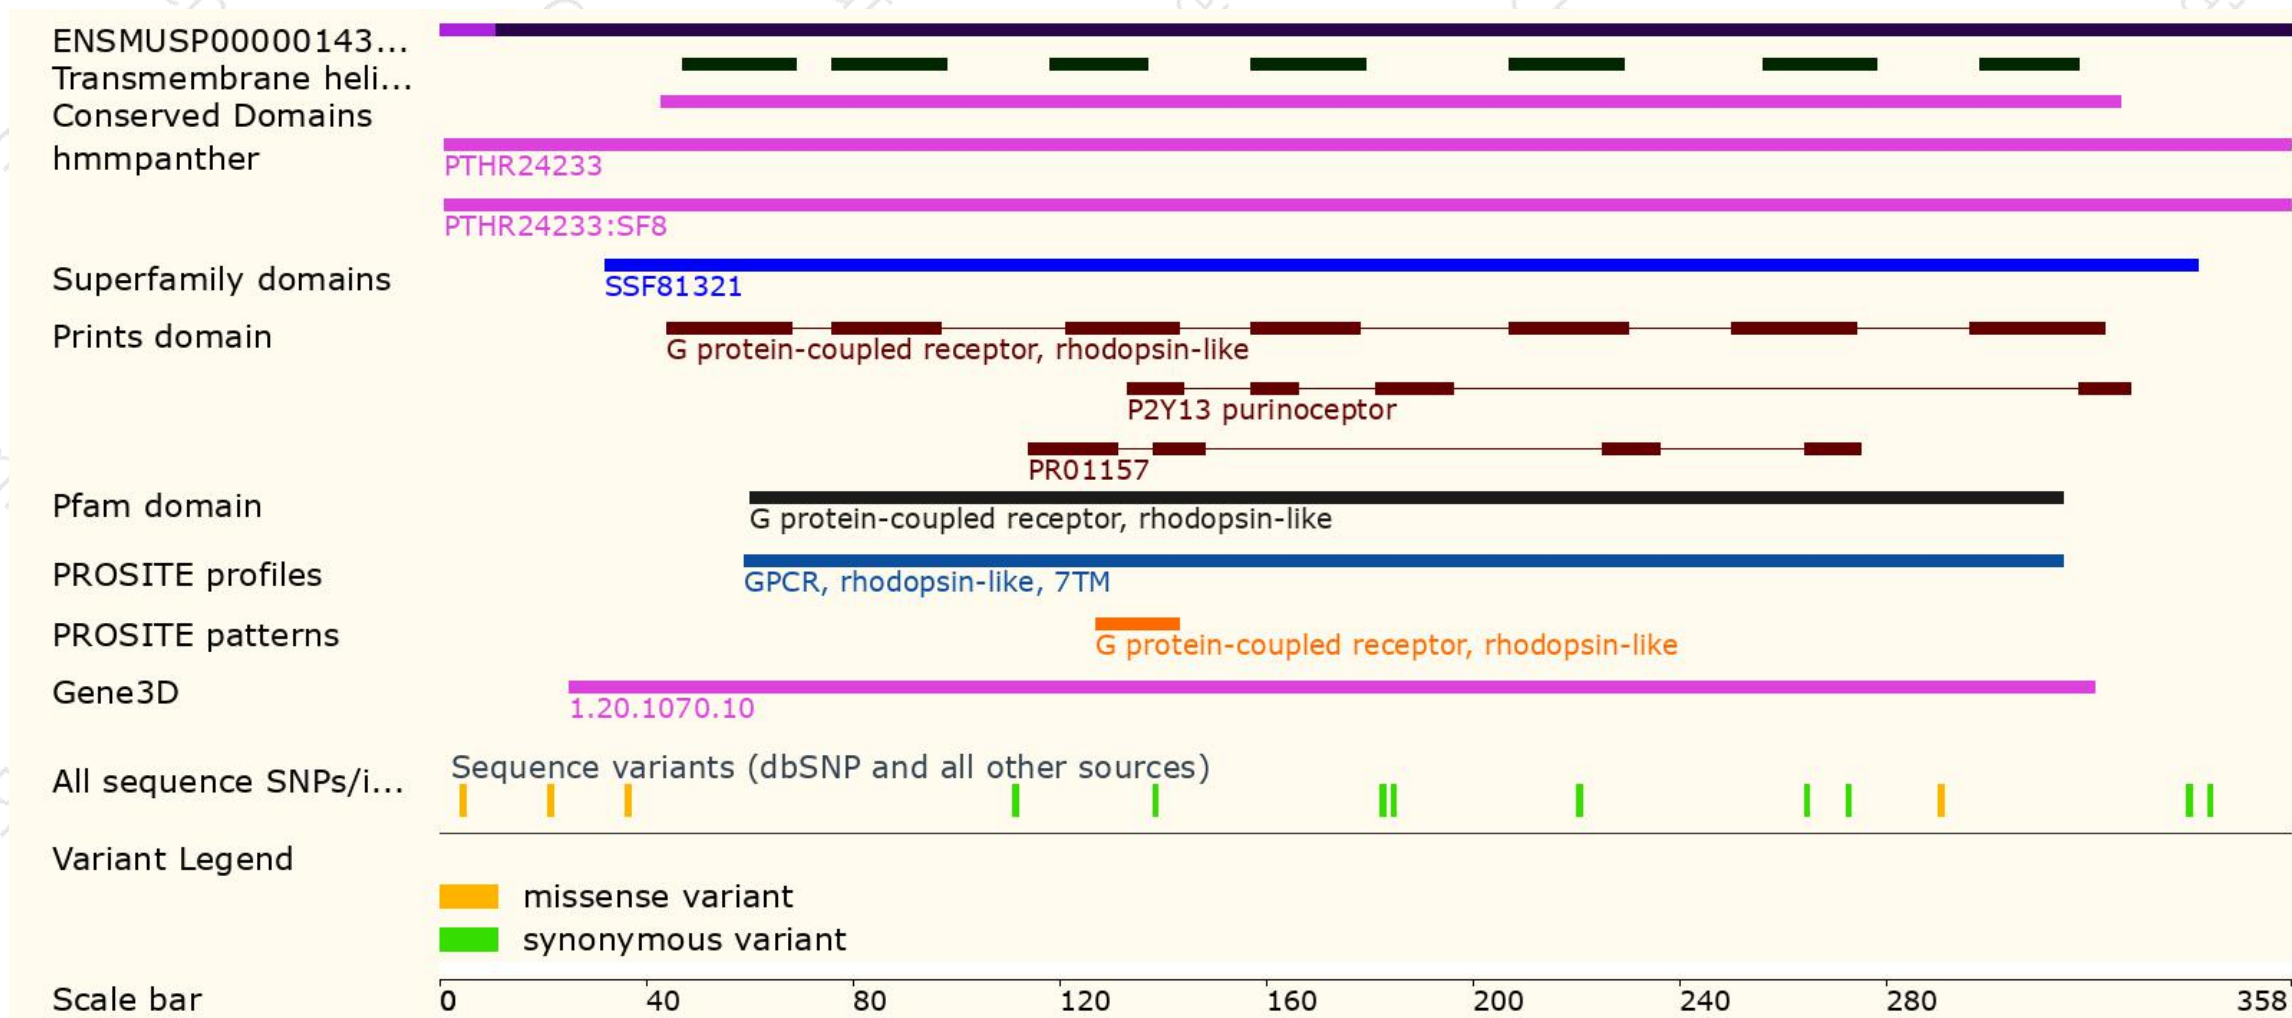 ENSMUSP00000143...
Transmembrane heli...
Conserved Domains
hmmpanther
PTHR24233
PTHR24233:SF8
Superfamily domains
SSF81321
Prints domain
G protein-coupled receptor, rhodopsin-like
P2Y13 purinoceptor
PR01157
Pfam domain
G protein-coupled receptor, rhodopsin-like
PROSITE profiles
GPCR, rhodopsin-like, 7TM
PROSITE patterns
G protein-coupled receptor, rhodopsin-like
Gene3D
1.20.1070.10
All sequence SNPs/i...
Sequence variants (dbSNP and all other sources)
Variant Legend
missense variant
synonymous variant
Scale bar 0 40 80 120 160 200 240 280 358